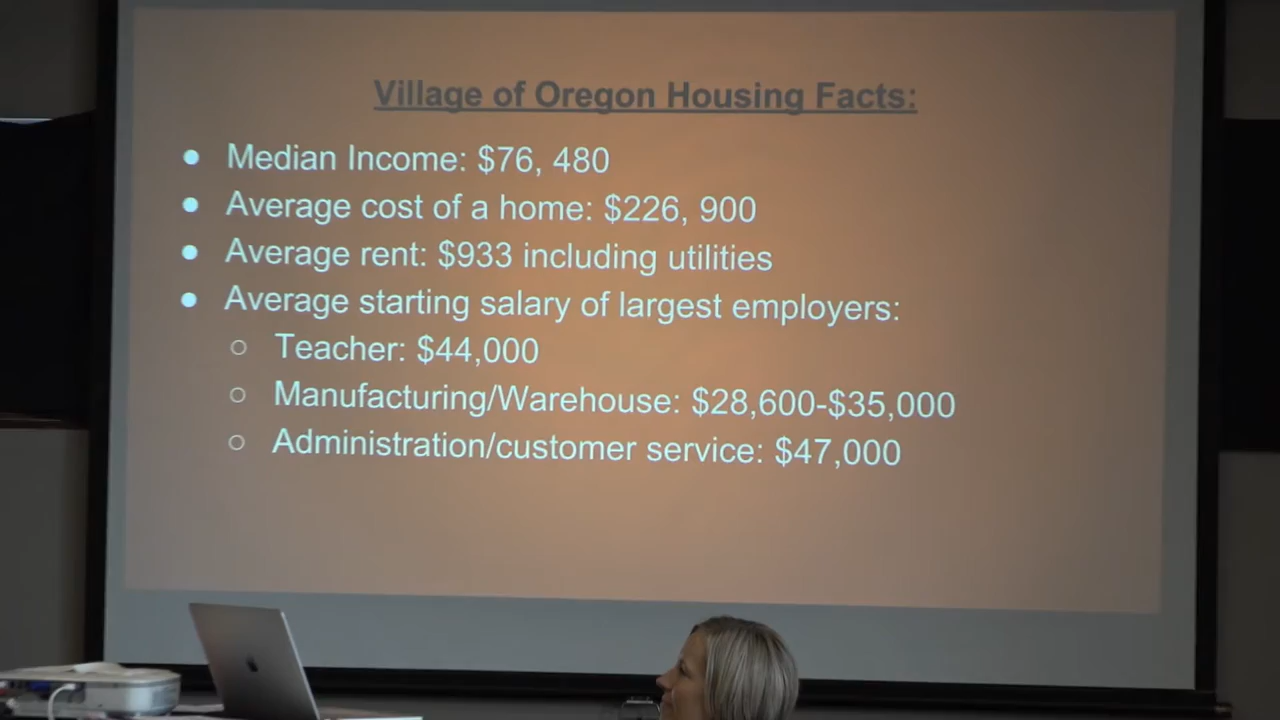 Village of Oregon Housing Facts:
● Median Income: $76, 480
● Average cost of a home: $226, 900
● Average rent: $933 including utilities
● Average starting salary of largest employers:
○ Teacher: $44,000
○ Manufacturing/Warehouse: $28,600-$35,000
○ Administration/customer service: $47,000